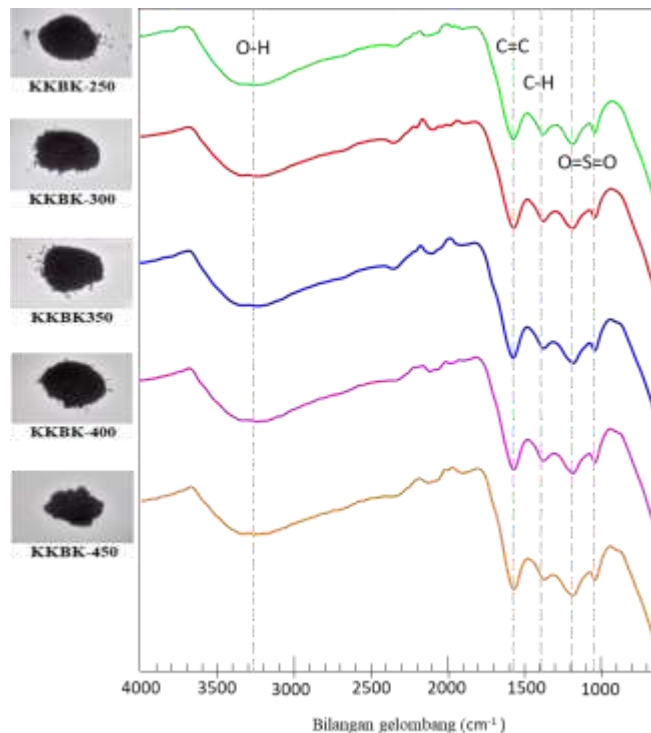 KKBK-250
KKBK-300
KKBK350
KKBK-400
KKBK-450
O-H
C=C
C-H
O=S=O
4000 3500 3000 2500 2000 1500 1000
Bilangan gelombang (cm⁻¹)